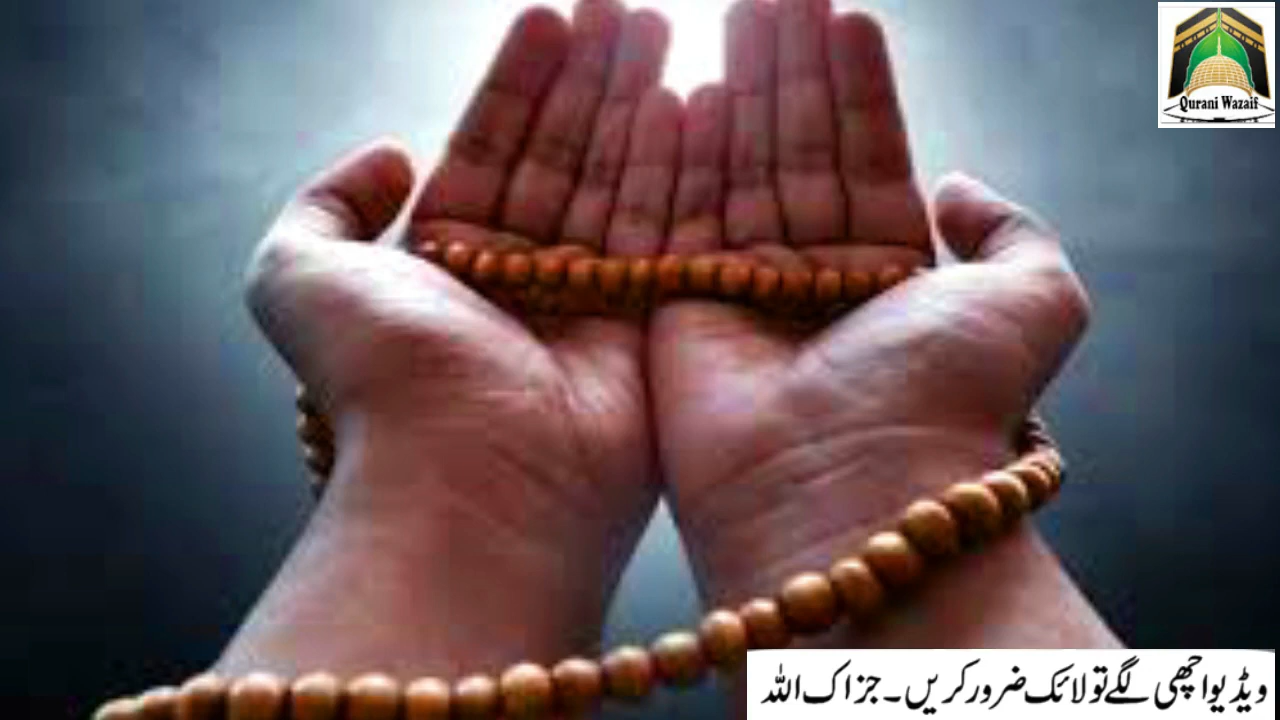 Qurani Wazaif
ویڈیو اچھی لگے تو لائک ضرور کریں۔ جزاک اللہ